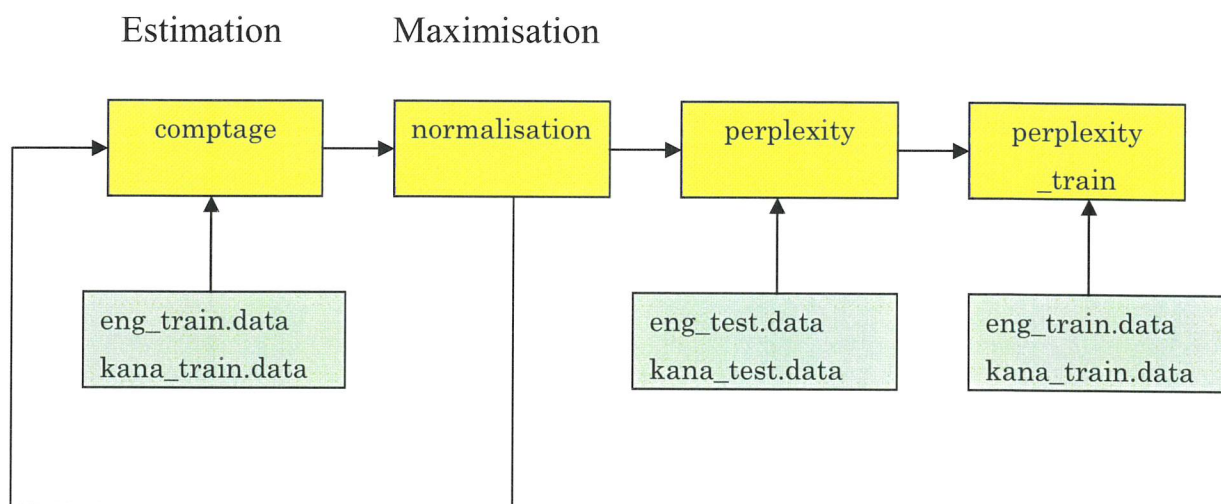 Estimation
Maximisation
comptage
normalisation
perplexity
perplexity
_train
eng_train.data
kana_train.data
eng_test.data
kana_test.data
eng_train.data
kana_train.data